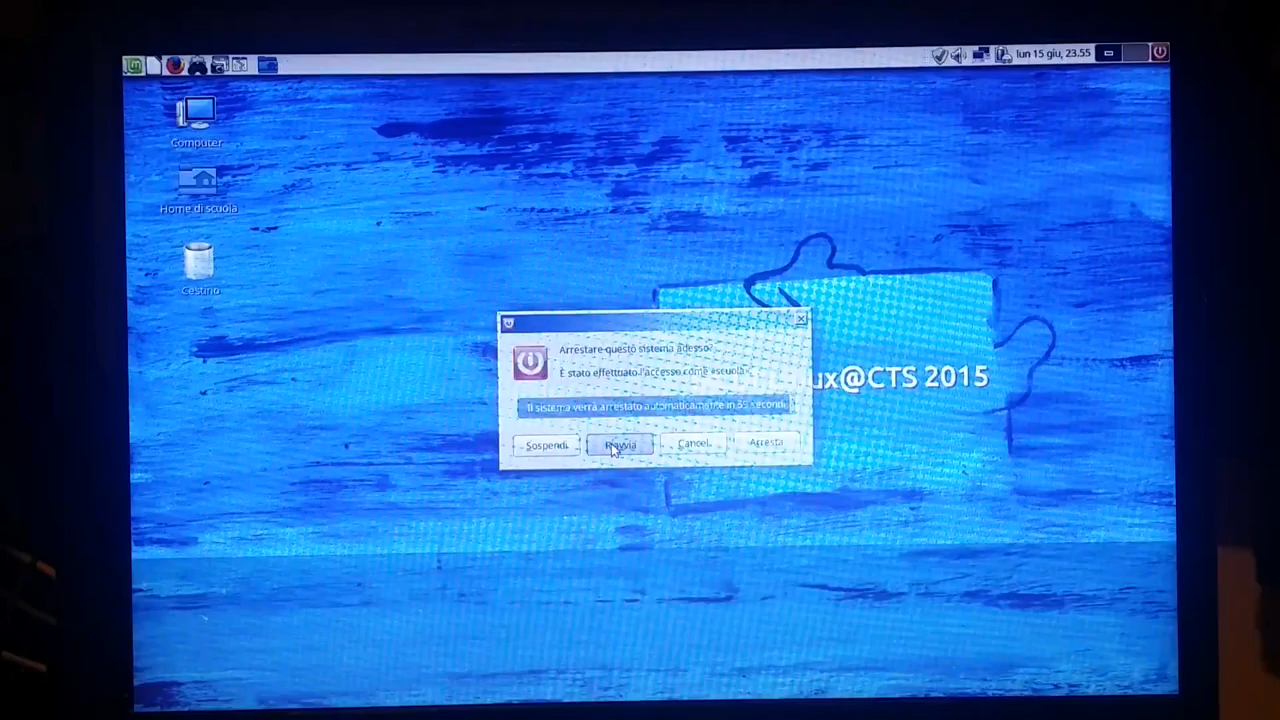 lun 15 giu, 23.55
Computer
Home di scuola
Cestino
Arrestare questo sistema adesso?
È stato effettuato l'accesso come «scuola».
Il sistema verrà arrestato automaticamente in 55 secondi.
ux@CTS 2015
Sospendi
Riavvia
Cancel
Arresta